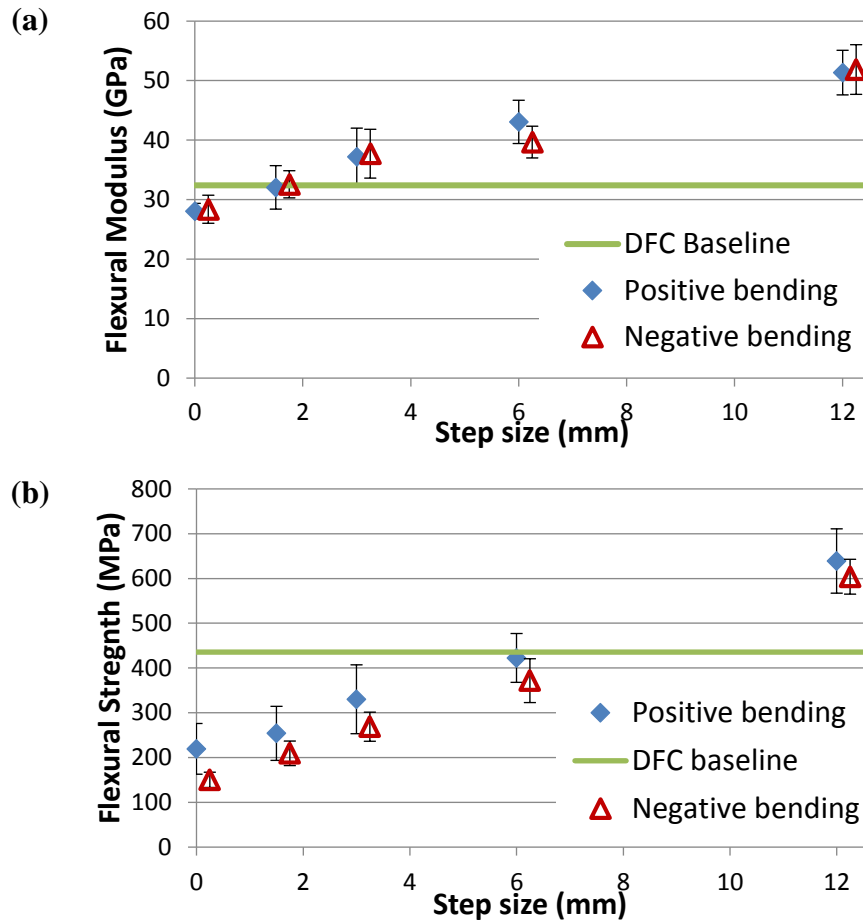 (a)
Flexural Modulus (GPa)
60
50
40
30
20
10
0
DFC Baseline
Positive bending
Negative bending
0 2 4 6 8 10 12
Step size (mm)
(b)
Flexural Stregnth (MPa)
800
700
600
500
400
300
200
100
0
Positive bending
DFC baseline
Negative bending
0 2 4 6 8 10 12
Step size (mm)